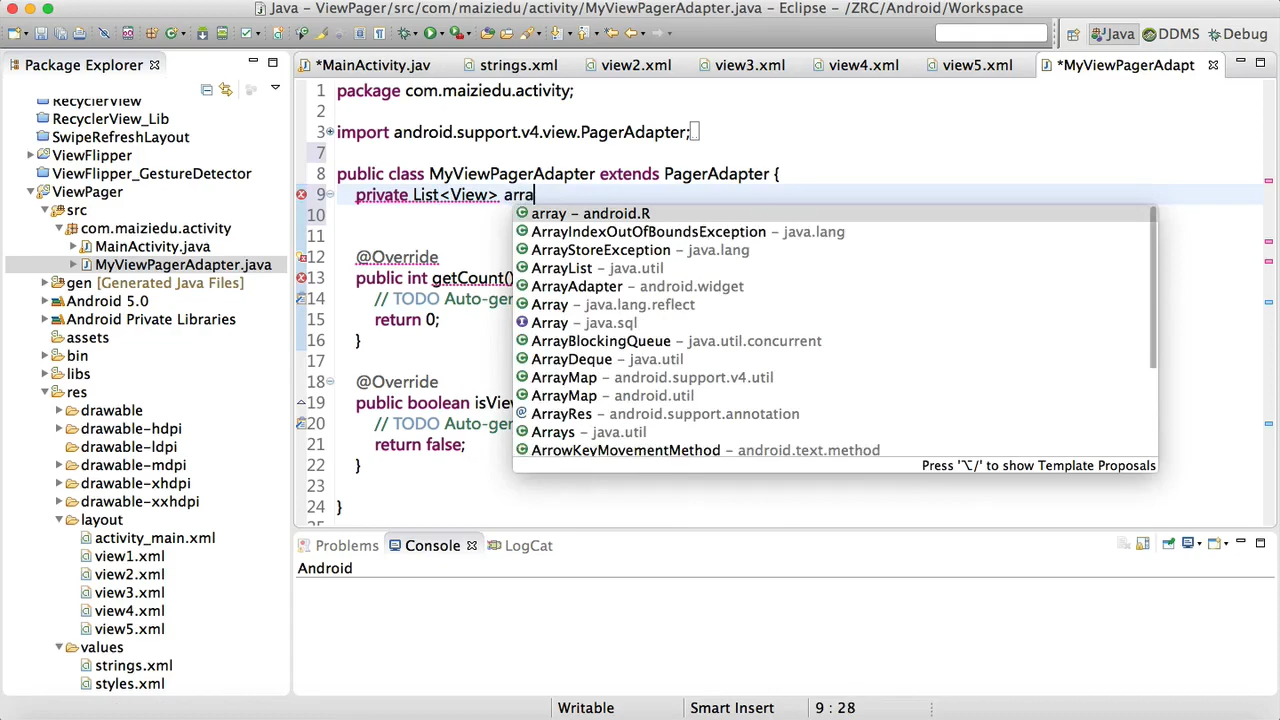 Java – ViewPager/src/com/maiziedu/activity/MyViewPagerAdapter.java – Eclipse – /ZRC/Android/Workspace
Java DDMS Debug
Package Explorer
RecyclerView
RecyclerView_Lib
SwipeRefreshLayout
ViewFlipper
ViewFlipper_GestureDetector
ViewPager
src
com.maiziedu.activity
MainActivity.java
MyViewPagerAdapter.java
gen [Generated Java Files]
Android 5.0
Android Private Libraries
assets
bin
libs
res
drawable
drawable-hdpi
drawable-ldpi
drawable-mdpi
drawable-xhdpi
drawable-xxhdpi
layout
activity_main.xml
view1.xml
view2.xml
view3.xml
view4.xml
view5.xml
values
strings.xml
styles.xml
*MainActivity.jav strings.xml view2.xml view3.xml view4.xml view5.xml *MyViewPagerAdapt
1 package com.maiziedu.activity;
2
3 import android.support.v4.view.PagerAdapter;
7
8 public class MyViewPagerAdapter extends PagerAdapter {
9 private List<View> arra
10
11
12 @Override
13 public int getCount()
14 // TODO Auto-gen
15 return 0;
16 }
17
18 @Override
19 public boolean isView
20 // TODO Auto-gen
21 return false;
22 }
23
24 }
25
array – android.R
ArrayIndexOutOfBoundsException – java.lang
ArrayStoreException – java.lang
ArrayList – java.util
ArrayAdapter – android.widget
Array – java.lang.reflect
Array – java.sql
ArrayBlockingQueue – java.util.concurrent
ArrayDeque – java.util
ArrayMap – android.support.v4.util
ArrayMap – android.util
ArrayRes – android.support.annotation
Arrays – java.util
ArrowKeyMovementMethod – android.text.method
Press '⌥/' to show Template Proposals
Problems Console LogCat
Android
Writable Smart Insert 9 : 28